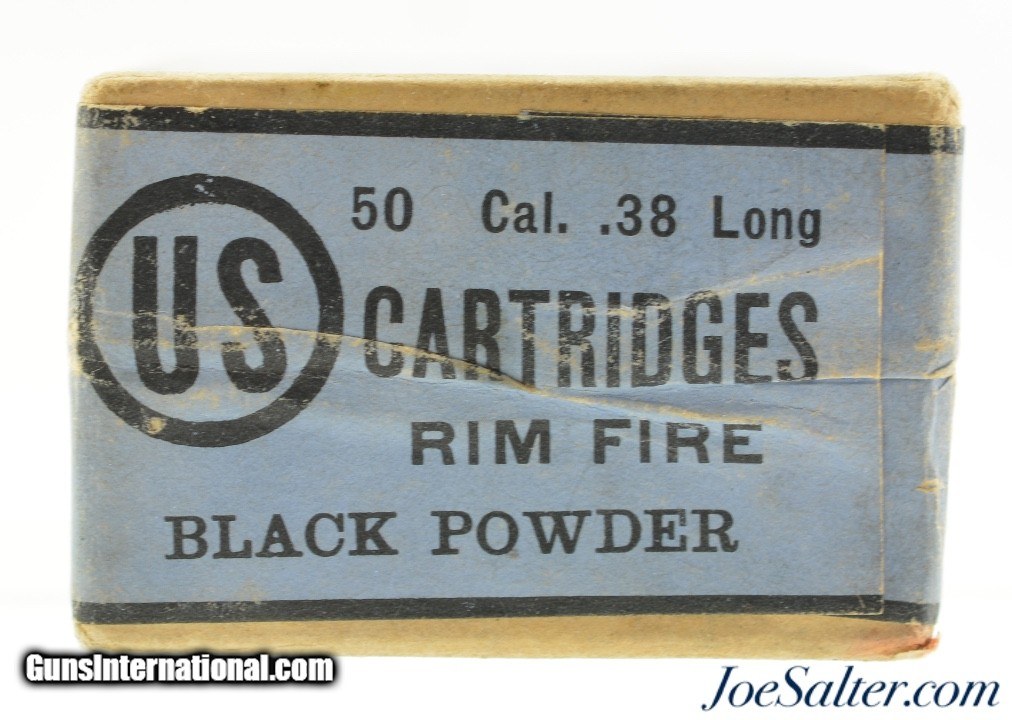 US
50 Cal. .38 Long
CARTRIDGES
RIM FIRE
BLACK POWDER
GunsInternational.com
JoeSalter.com